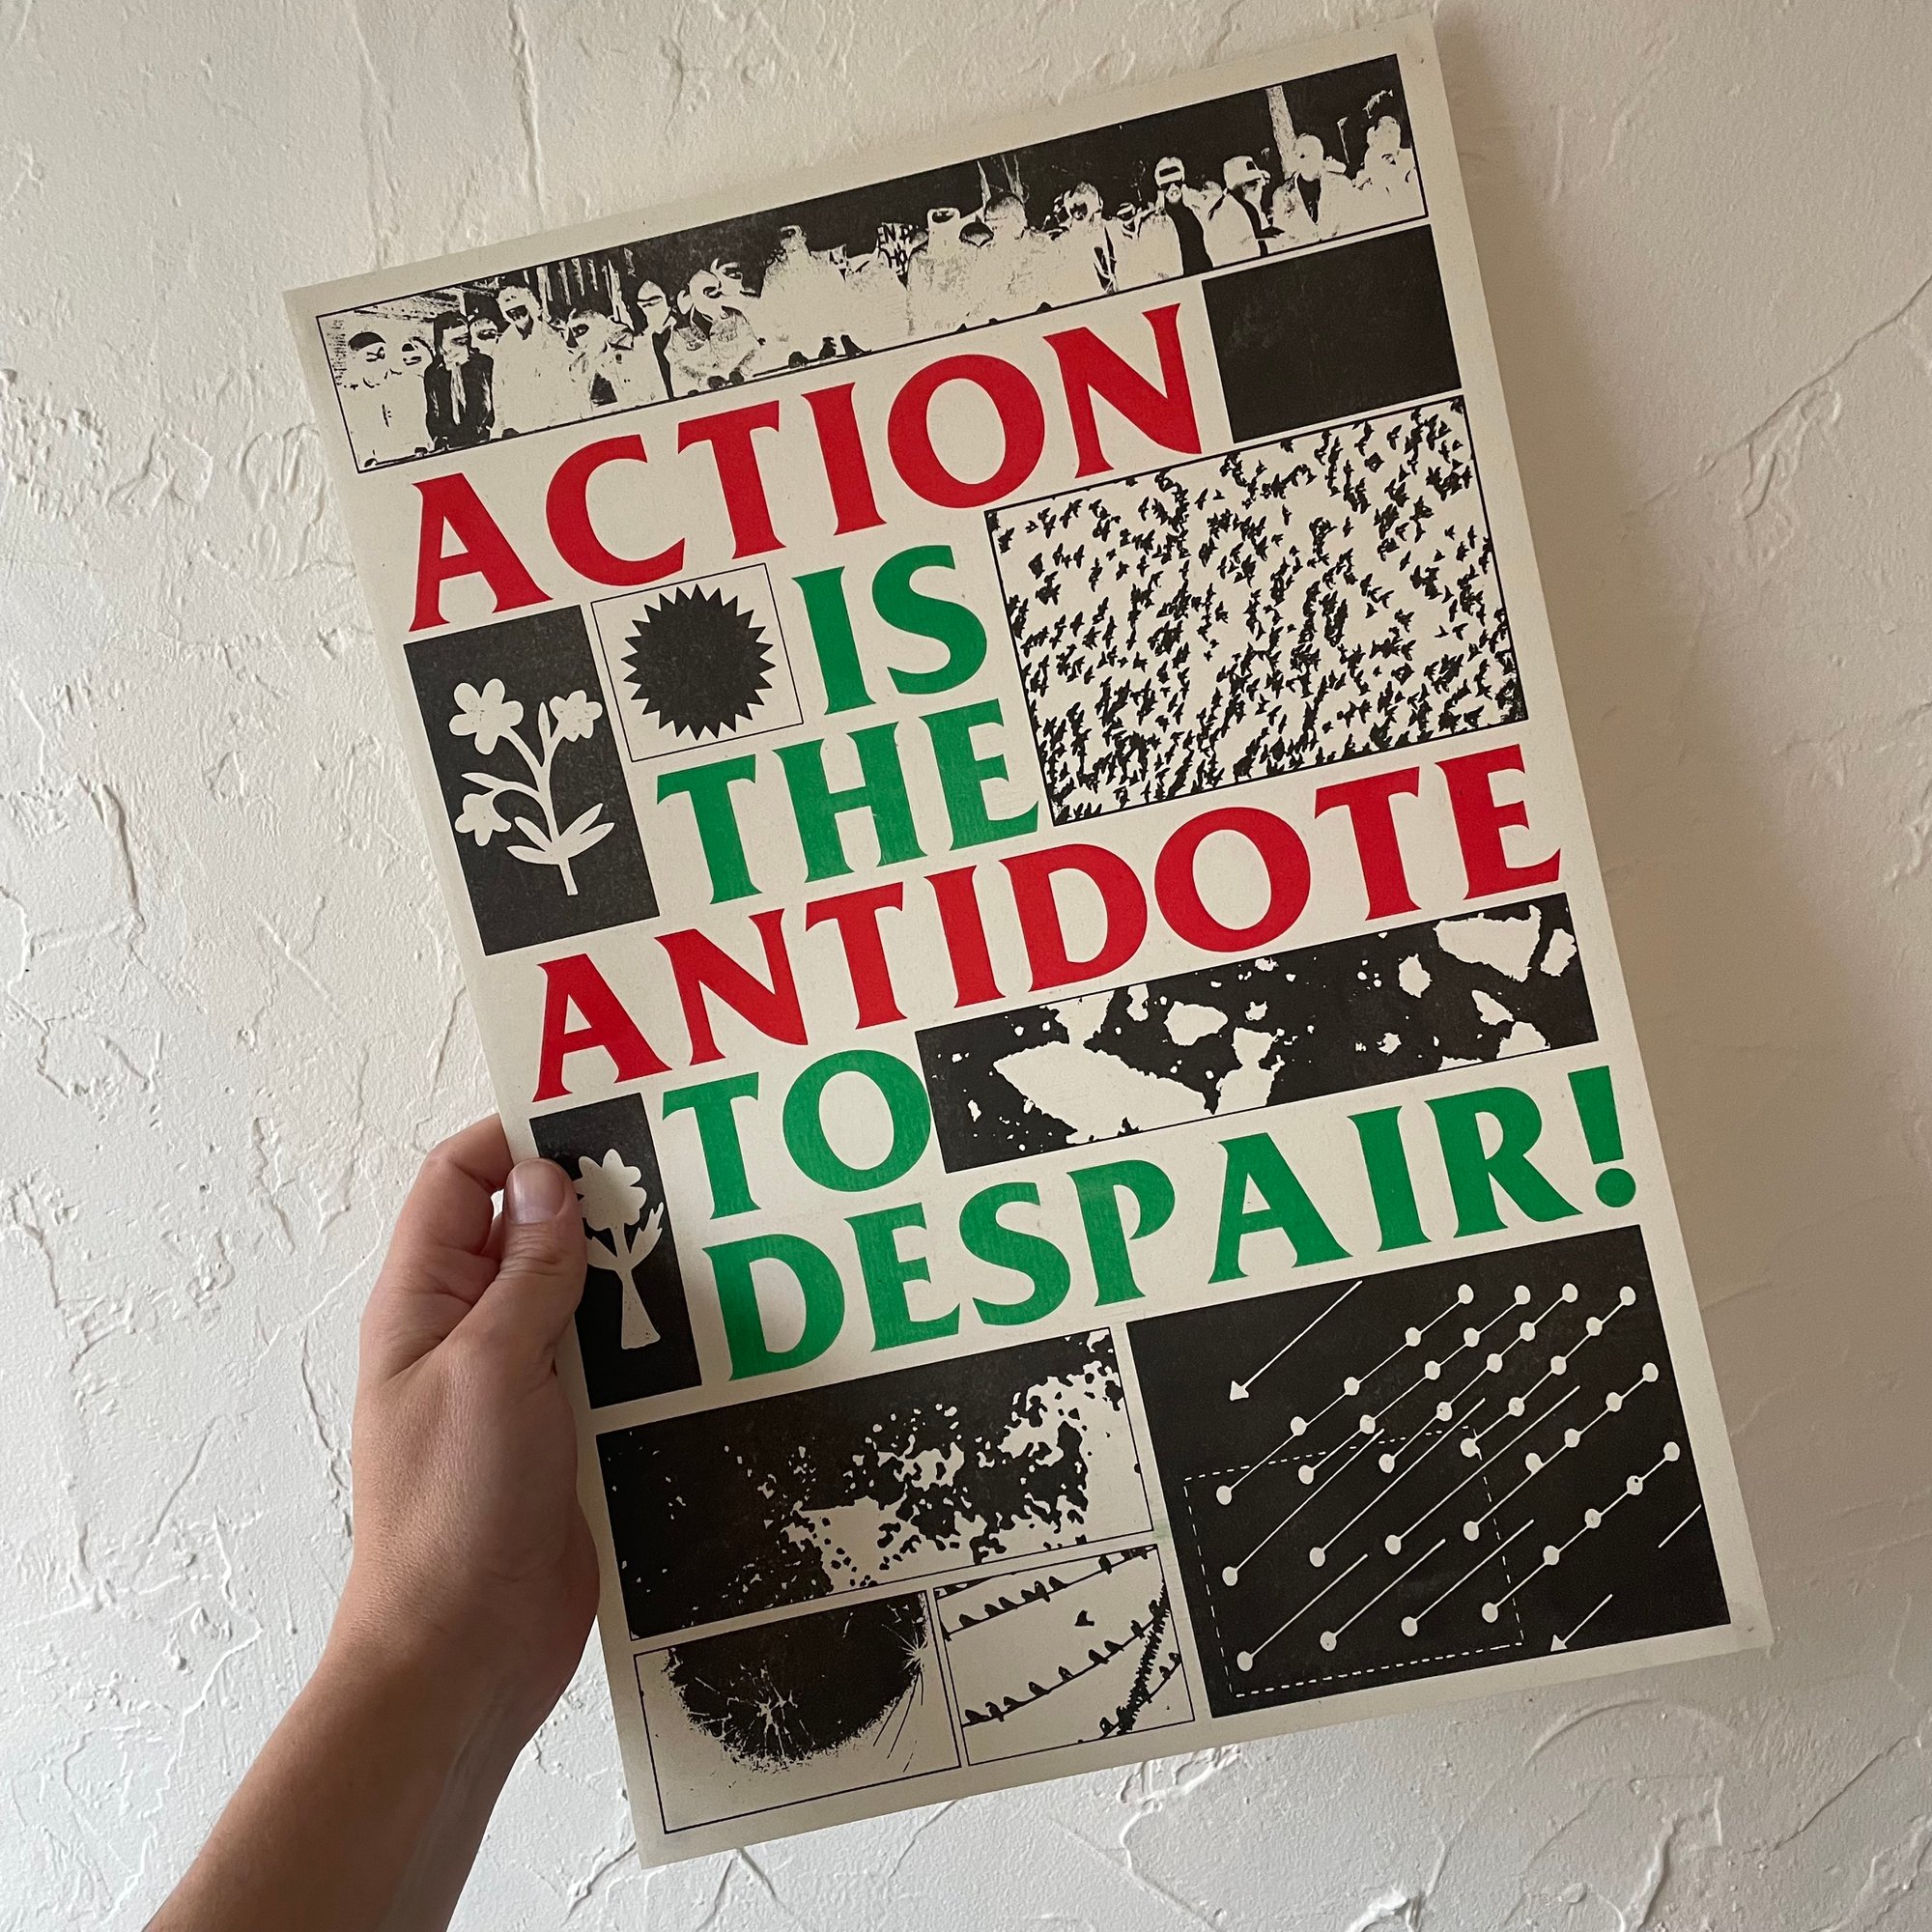 ACTION
IS
THE
ANTIDOTE
TO
DESPAIR!